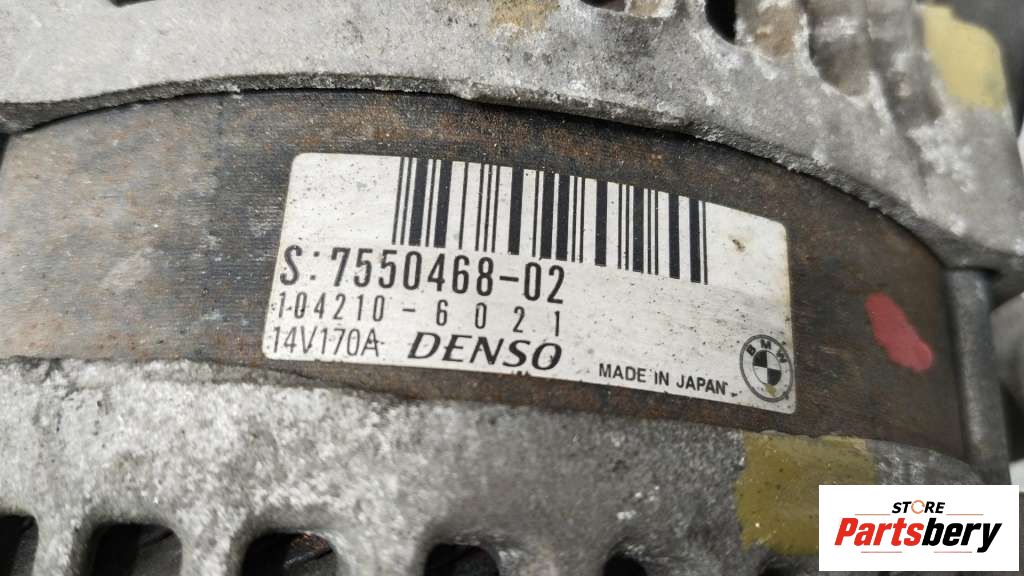 S:7550468-02
104210-6021
14V170A DENSO
MADE IN JAPAN
BMW
STORE
Partsbery